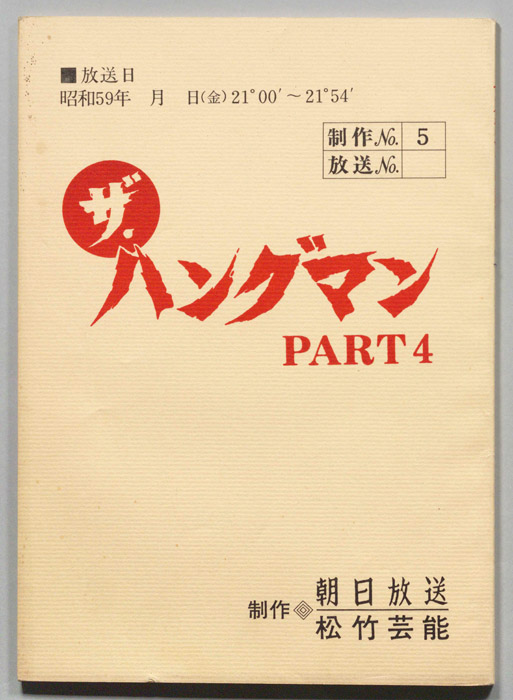 ■放送日
昭和59年 月 日(金)21°00′～21°54′
制作No. 5
放送No.
ザ・
ハングマン
PART4
制作 朝日放送
松竹芸能